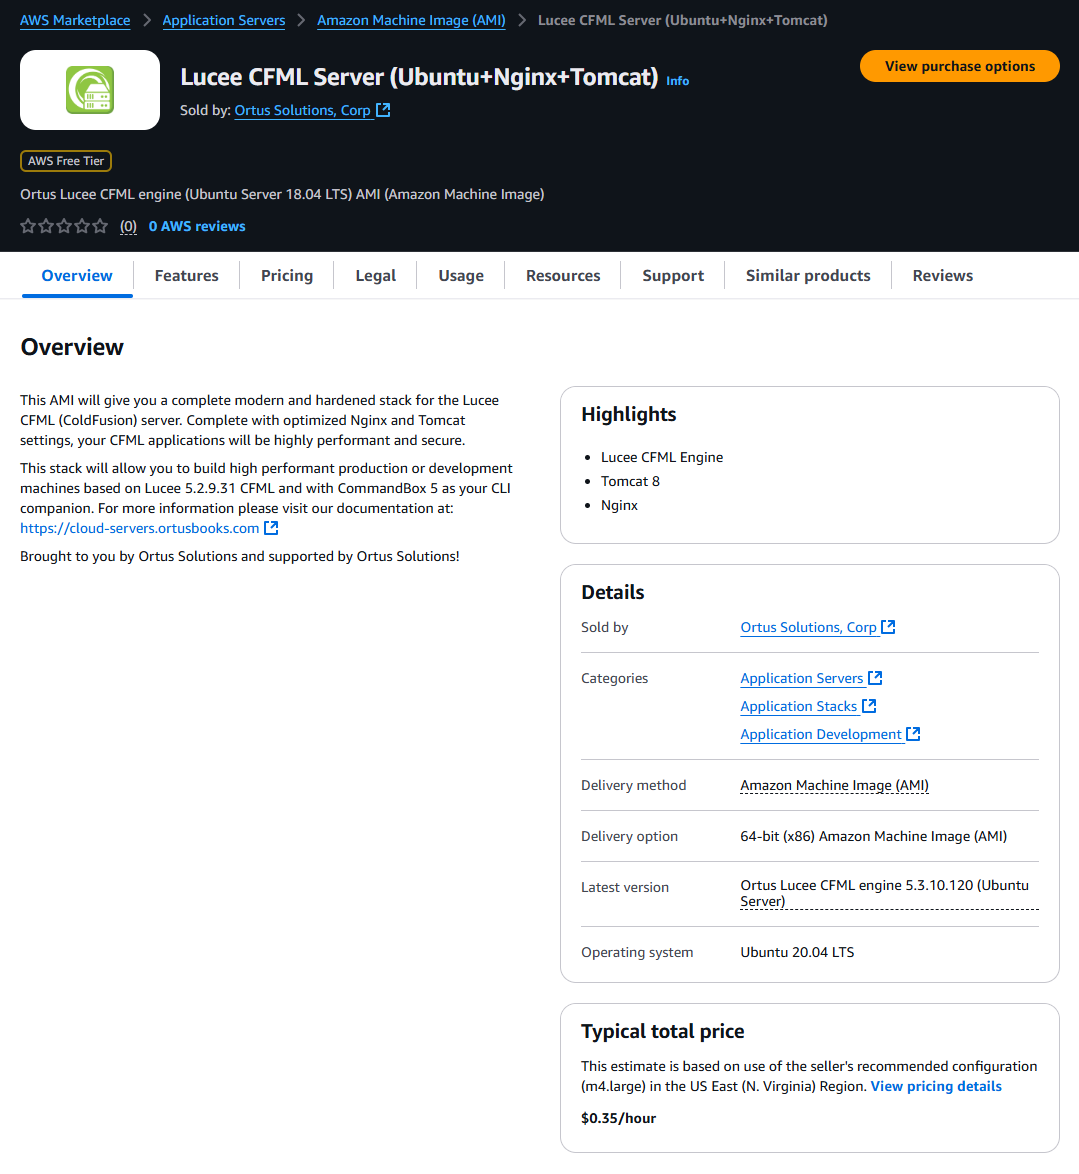 AWS Marketplace > Application Servers > Amazon Machine Image (AMI) > Lucee CFML Server (Ubuntu+Nginx+Tomcat)
Lucee CFML Server (Ubuntu+Nginx+Tomcat) Info
View purchase options
Sold by: Ortus Solutions, Corp
AWS Free Tier
Ortus Lucee CFML engine (Ubuntu Server 18.04 LTS) AMI (Amazon Machine Image)
(0) 0 AWS reviews
Overview Features Pricing Legal Usage Resources Support Similar products Reviews
Overview
This AMI will give you a complete modern and hardened stack for the Lucee
CFML (ColdFusion) server. Complete with optimized Nginx and Tomcat
settings, your CFML applications will be highly performant and secure.
This stack will allow you to build high performant production or development
machines based on Lucee 5.2.9.31 CFML and with CommandBox 5 as your CLI
companion. For more information please visit our documentation at:
https://cloud-servers.ortusbooks.com
Brought to you by Ortus Solutions and supported by Ortus Solutions!
Highlights
• Lucee CFML Engine
• Tomcat 8
• Nginx
Details
Sold by Ortus Solutions, Corp
Categories Application Servers
Application Stacks
Application Development
Delivery method Amazon Machine Image (AMI)
Delivery option 64-bit (x86) Amazon Machine Image (AMI)
Latest version Ortus Lucee CFML engine 5.3.10.120 (Ubuntu
Server)
Operating system Ubuntu 20.04 LTS
Typical total price
This estimate is based on use of the seller's recommended configuration
(m4.large) in the US East (N. Virginia) Region. View pricing details
$0.35/hour